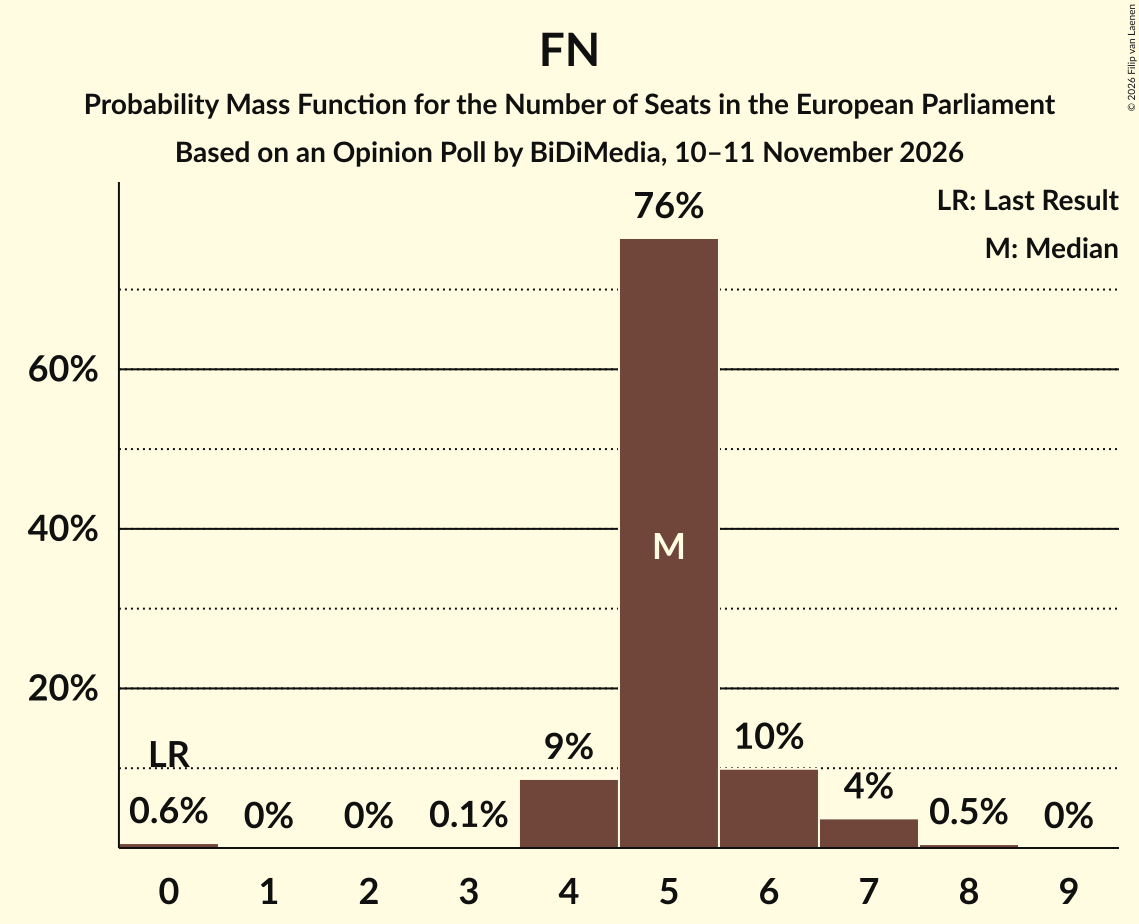 FN
Probability Mass Function for the Number of Seats in the European Parliament
Based on an Opinion Poll by BiDiMedia, 10–11 November 2026
© 2026 Filip van Laenen
LR: Last Result
M: Median
76%
60%
40%
20%
M
LR
0.6%
0%
0%
0.1%
9%
10%
4%
0.5%
0%
0 1 2 3 4 5 6 7 8 9